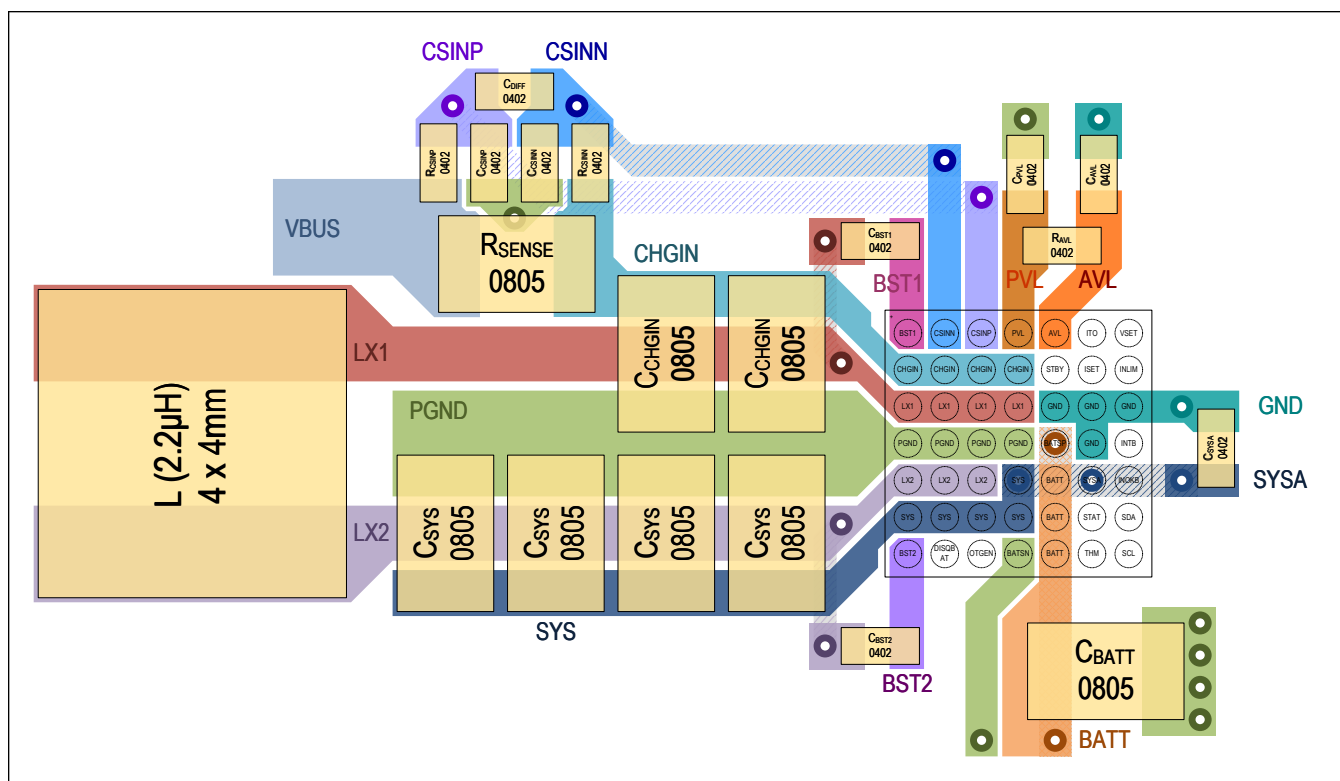 CSINP
CSINN
CDIFF
0402
RCSINP
0402
CCSINP
0402
CCSINN
0402
RCSINN
0402
CPVL
0402
CAVL
0402
VBUS
RSENSE
0805
CHGIN
CBST1
0402
RAVL
0402
BST1
PVL
AVL
L (2.2μH)
4 x 4mm
LX1
CCHGIN
0805
CCHGIN
0805
PGND
LX2
CSYS
0805
CSYS
0805
CSYS
0805
CSYS
0805
SYS
BST1 CSINN CSINP PVL AVL ITO VSET
CHGIN CHGIN CHGIN CHGIN STBY ISET INLIM
LX1 LX1 LX1 LX1 GND GND GND
PGND PGND PGND PGND BATSP GND INTB
LX2 LX2 LX2 SYS BATT SYSA INOKB
SYS SYS SYS SYS BATT STAT SDA
BST2 DISQB
AT OTGEN BATSN BATT THM SCL
GND
CSYSA
0402
SYSA
CBST2
0402
BST2
CBATT
0805
BATT